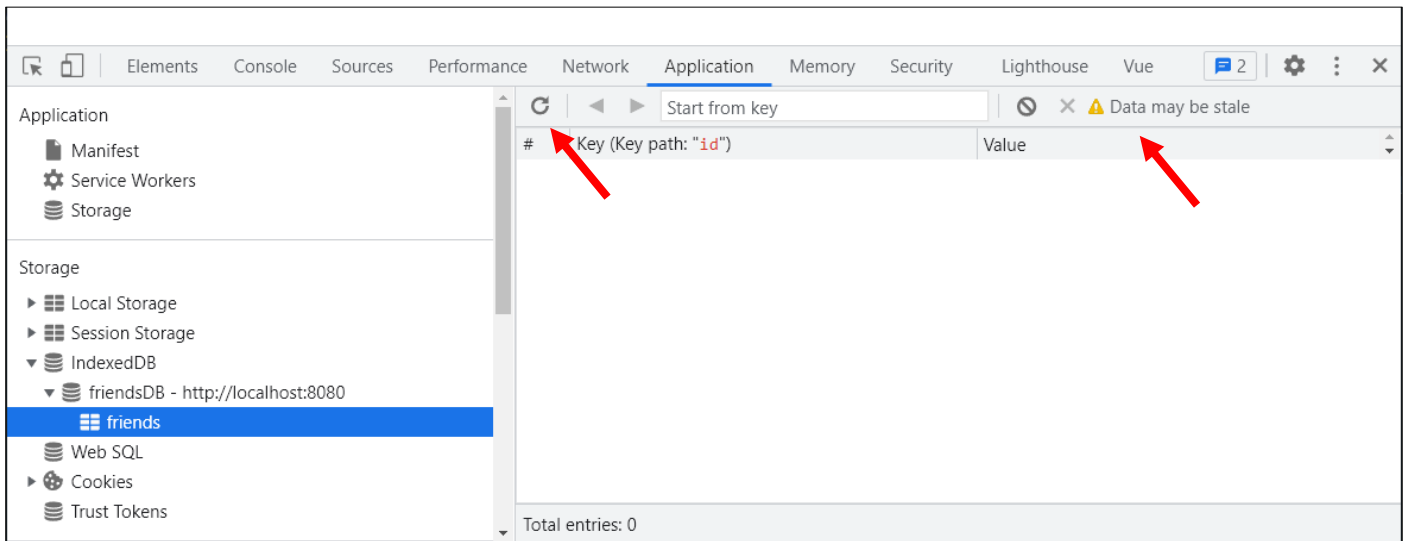 Elements Console Sources Performance Network Application Memory Security Lighthouse Vue 2
Application
Manifest
Service Workers
Storage
Storage
Local Storage
Session Storage
IndexedDB
friendsDB - http://localhost:8080
friends
Web SQL
Cookies
Trust Tokens
Start from key Data may be stale
# Key (Key path: "id") Value
Total entries: 0